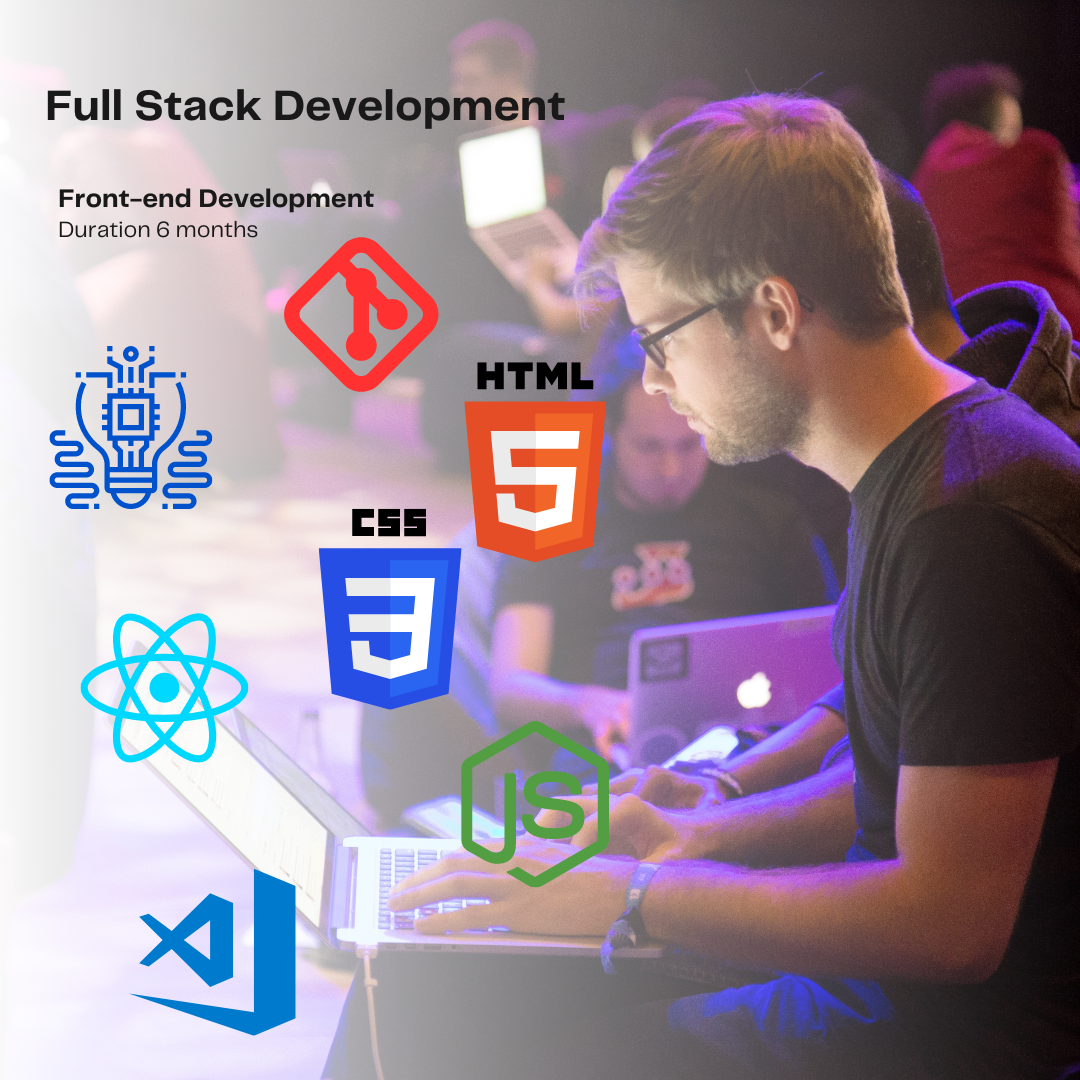 Full Stack Development
Front-end Development
Duration 6 months
HTML
5
CSS
3
JS